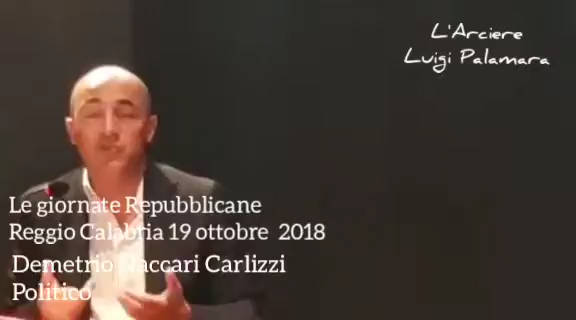 L'Arciere
Luigi Palamara
Le giornate Repubblicane
Reggio Calabria 19 ottobre 2018
Demetrio Naccari Carlizzi
Politico